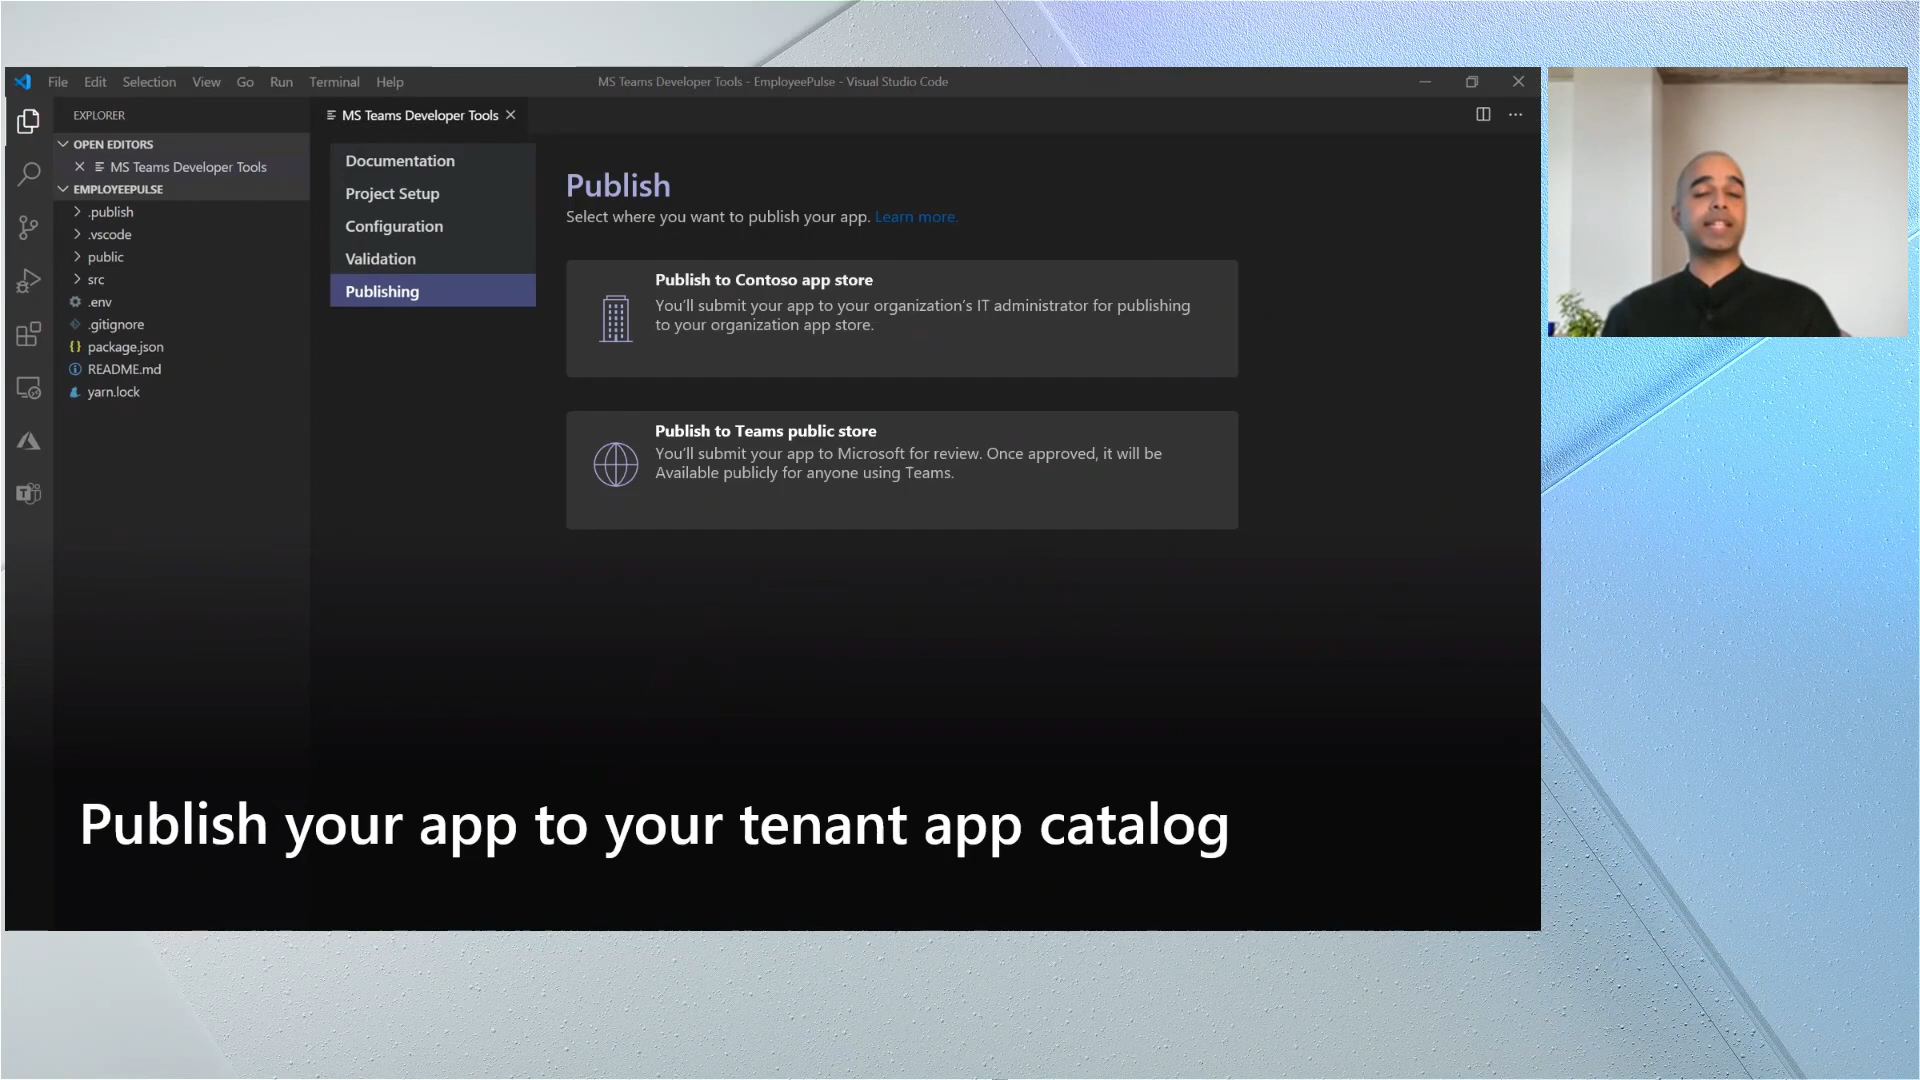 File Edit Selection View Go Run Terminal Help
MS Teams Developer Tools - EmployeePulse - Visual Studio Code
EXPLORER
OPEN EDITORS
MS Teams Developer Tools
EMPLOYEEPULSE
.publish
.vscode
public
src
.env
.gitignore
package.json
README.md
yarn.lock
MS Teams Developer Tools
Documentation
Project Setup
Configuration
Validation
Publishing
Publish
Select where you want to publish your app. Learn more.
Publish to Contoso app store
You'll submit your app to your organization's IT administrator for publishing
to your organization app store.
Publish to Teams public store
You'll submit your app to Microsoft for review. Once approved, it will be
Available publicly for anyone using Teams.
Publish your app to your tenant app catalog